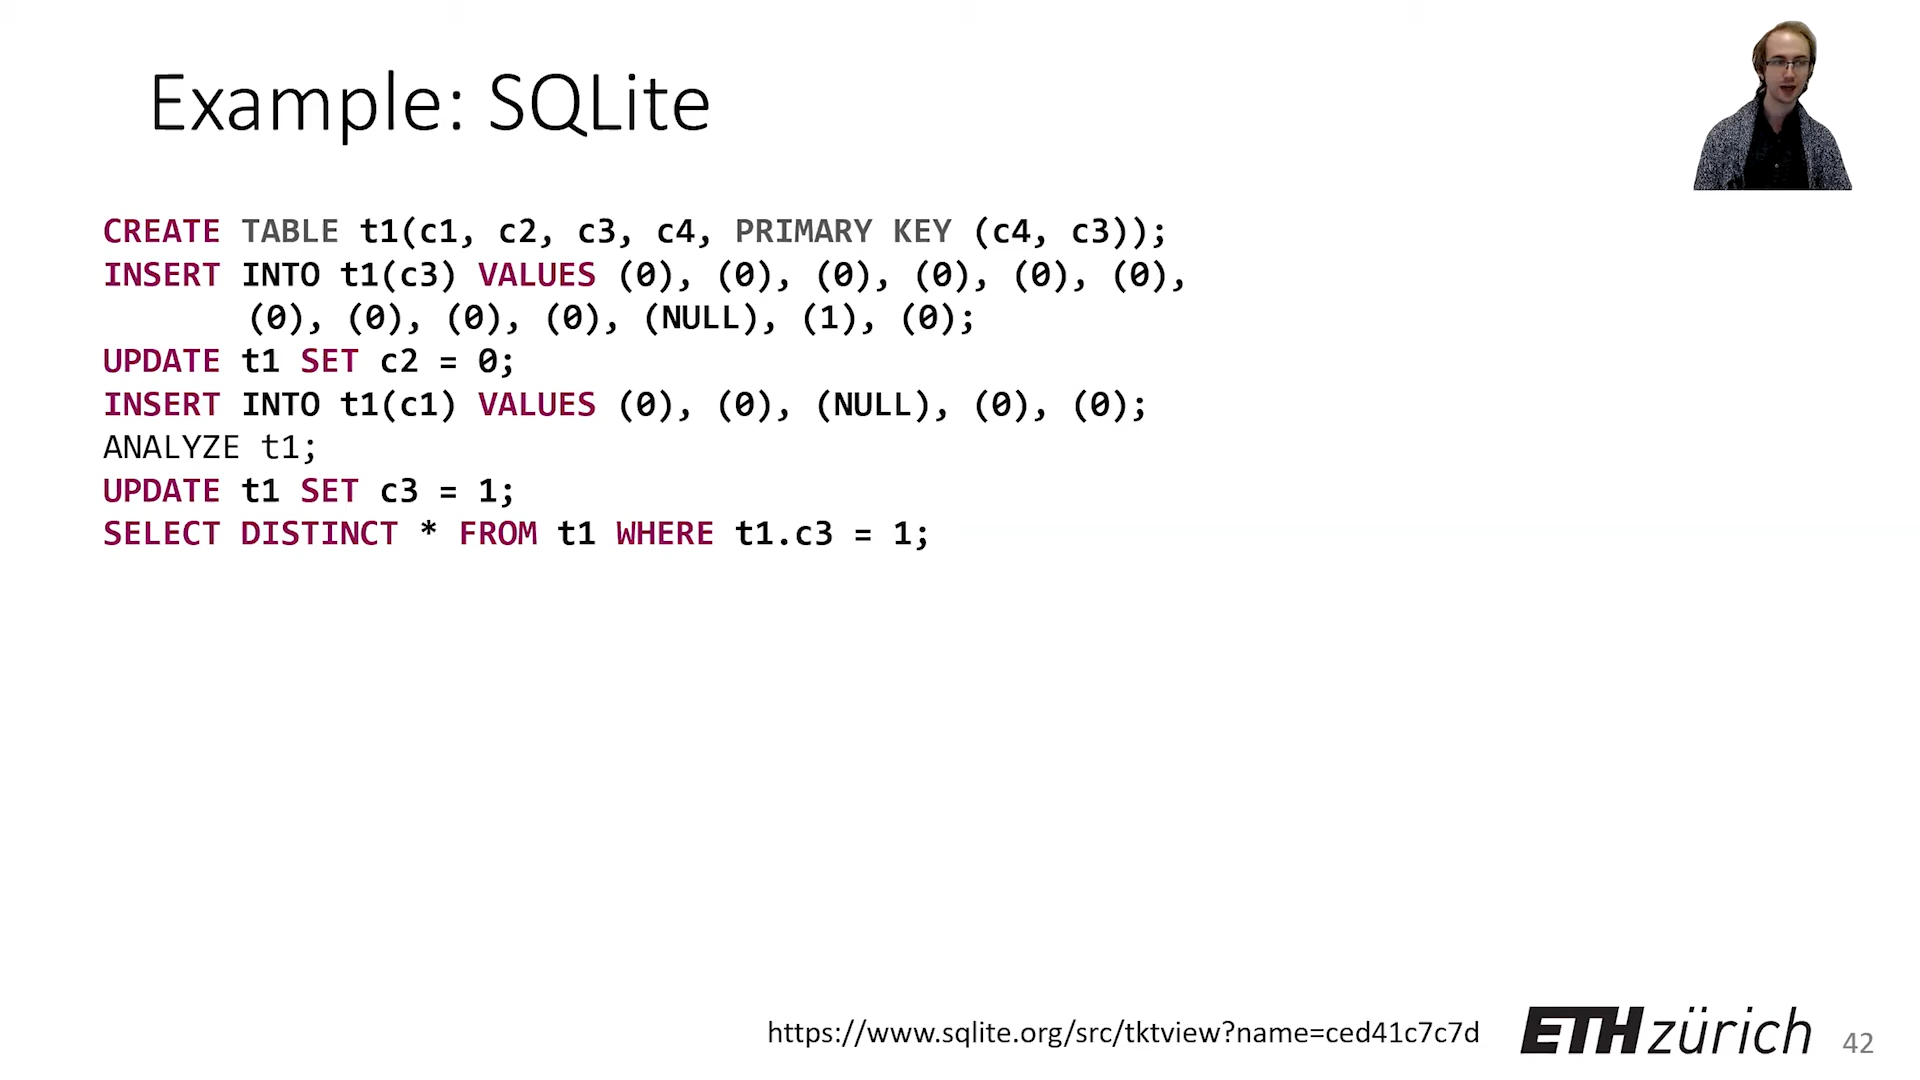 Example: SQLite
CREATE TABLE t1(c1, c2, c3, c4, PRIMARY KEY (c4, c3));
INSERT INTO t1(c3) VALUES (0), (0), (0), (0), (0), (0),
(0), (0), (0), (0), (NULL), (1), (0);
UPDATE t1 SET c2 = 0;
INSERT INTO t1(c1) VALUES (0), (0), (NULL), (0), (0);
ANALYZE t1;
UPDATE t1 SET c3 = 1;
SELECT DISTINCT * FROM t1 WHERE t1.c3 = 1;
https://www.sqlite.org/src/tktview?name=ced41c7c7d
ETH zürich
42